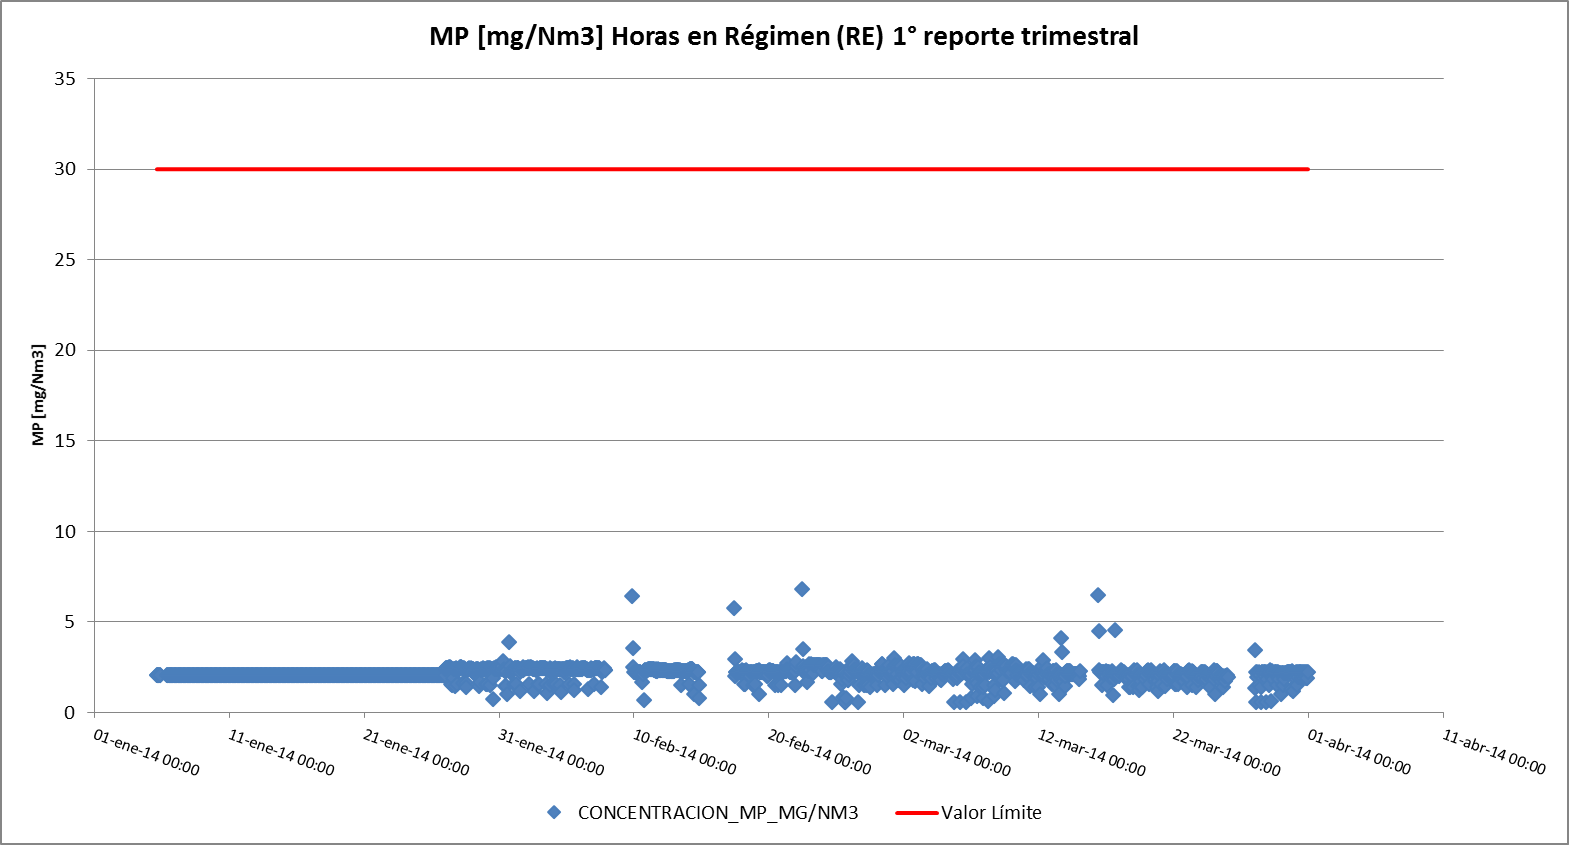 MP [mg/Nm3] Horas en Régimen (RE) 1° reporte trimestral
35
30
25
20
15
10
5
0
MP [mg/Nm3]
01-ene-14 00:00
11-ene-14 00:00
21-ene-14 00:00
31-ene-14 00:00
10-feb-14 00:00
20-feb-14 00:00
02-mar-14 00:00
12-mar-14 00:00
22-mar-14 00:00
01-abr-14 00:00
11-abr-14 00:00
CONCENTRACION_MP_MG/NM3
Valor Límite